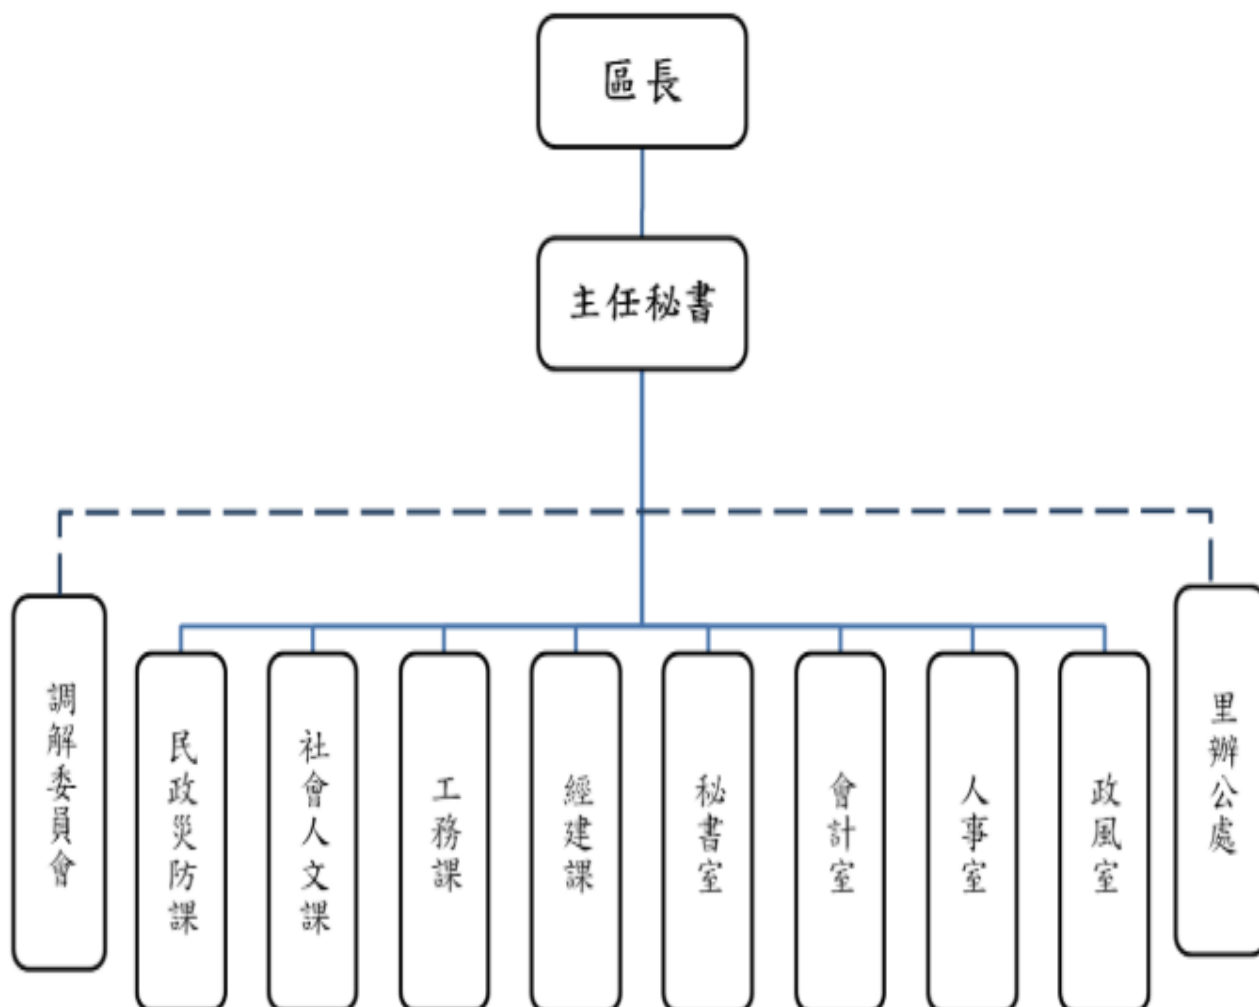 區長
主任秘書
調解委員會
民政災防課
社會人文課
工務課
經建課
秘書室
會計室
人事室
政風室
里辦公處